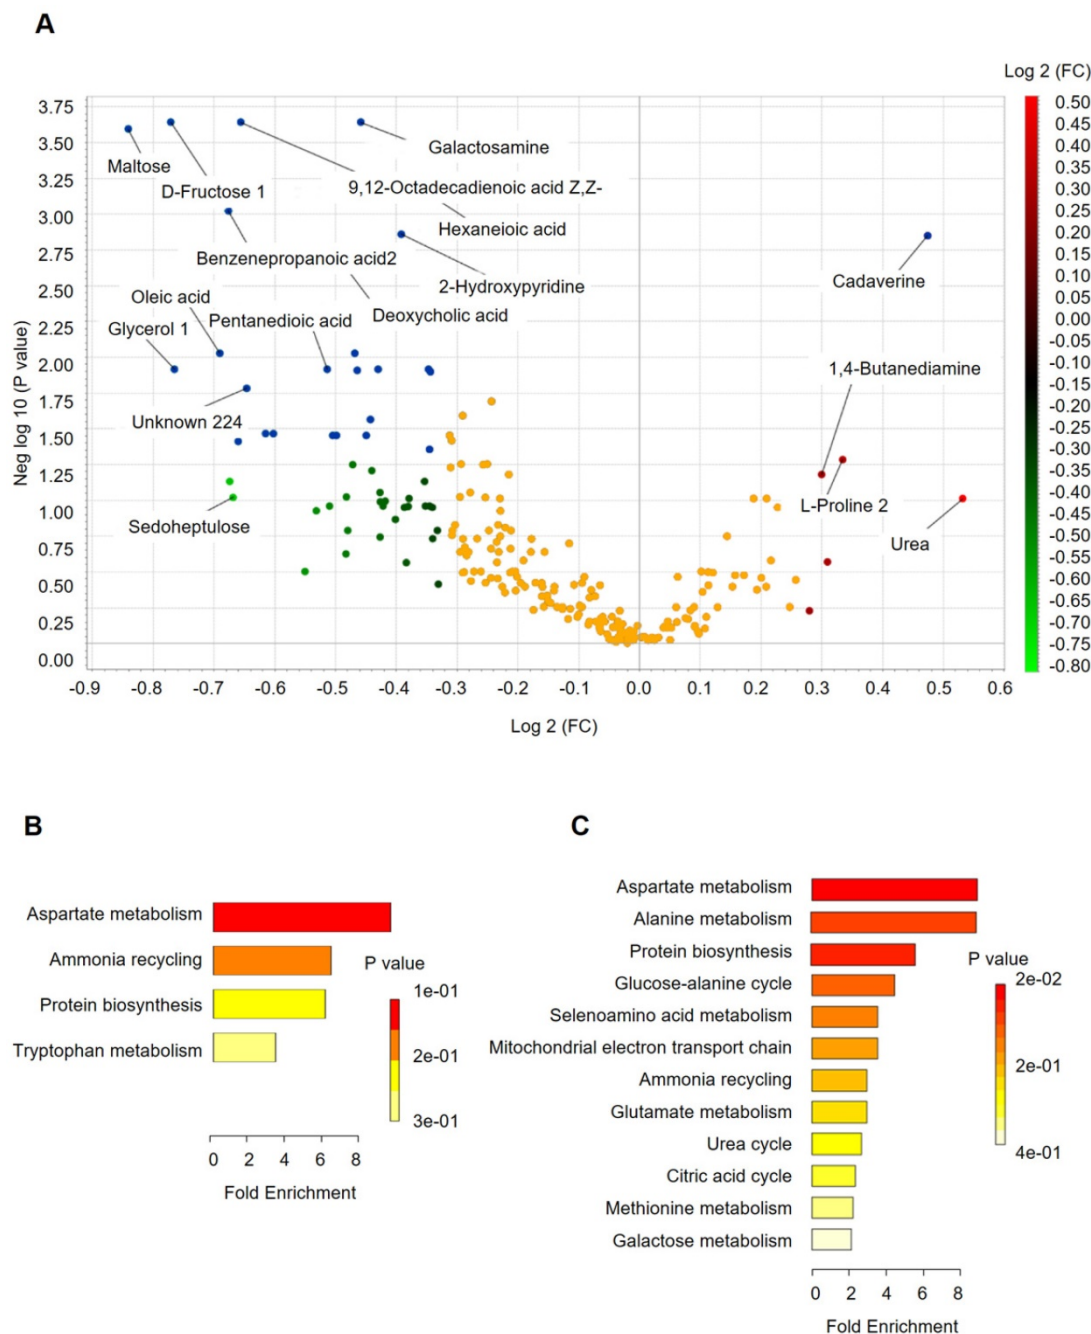 A
Log 2 (FC)
3.75
3.50
3.25
3.00
2.75
2.50
2.25
2.00
1.75
1.50
1.25
1.00
0.75
0.50
0.25
0.00
Neg log 10 (P value)
Maltose
D-Fructose 1
Galactosamine
9,12-Octadecadienoic acid Z,Z-
Hexaneioic acid
Benzenepropanoic acid2
2-Hydroxypyridine
Deoxycholic acid
Cadaverine
Oleic acid
Glycerol 1
Pentanedioic acid
1,4-Butanediamine
Unknown 224
L-Proline 2
Sedoheptulose
Urea
-0.9 -0.8 -0.7 -0.6 -0.5 -0.4 -0.3 -0.2 -0.1 0.0 0.1 0.2 0.3 0.4 0.5 0.6
Log 2 (FC)
0.50
0.45
0.40
0.35
0.30
0.25
0.20
0.15
0.10
0.05
0.00
-0.05
-0.10
-0.15
-0.20
-0.25
-0.30
-0.35
-0.40
-0.45
-0.50
-0.55
-0.60
-0.65
-0.70
-0.75
-0.80
B
Aspartate metabolism
Ammonia recycling
Protein biosynthesis
Tryptophan metabolism
P value
1e-01
2e-01
3e-01
0 2 4 6 8
Fold Enrichment
C
Aspartate metabolism
Alanine metabolism
Protein biosynthesis
Glucose-alanine cycle
Selenoamino acid metabolism
Mitochondrial electron transport chain
Ammonia recycling
Glutamate metabolism
Urea cycle
Citric acid cycle
Methionine metabolism
Galactose metabolism
P value
2e-02
2e-01
4e-01
0 2 4 6 8
Fold Enrichment